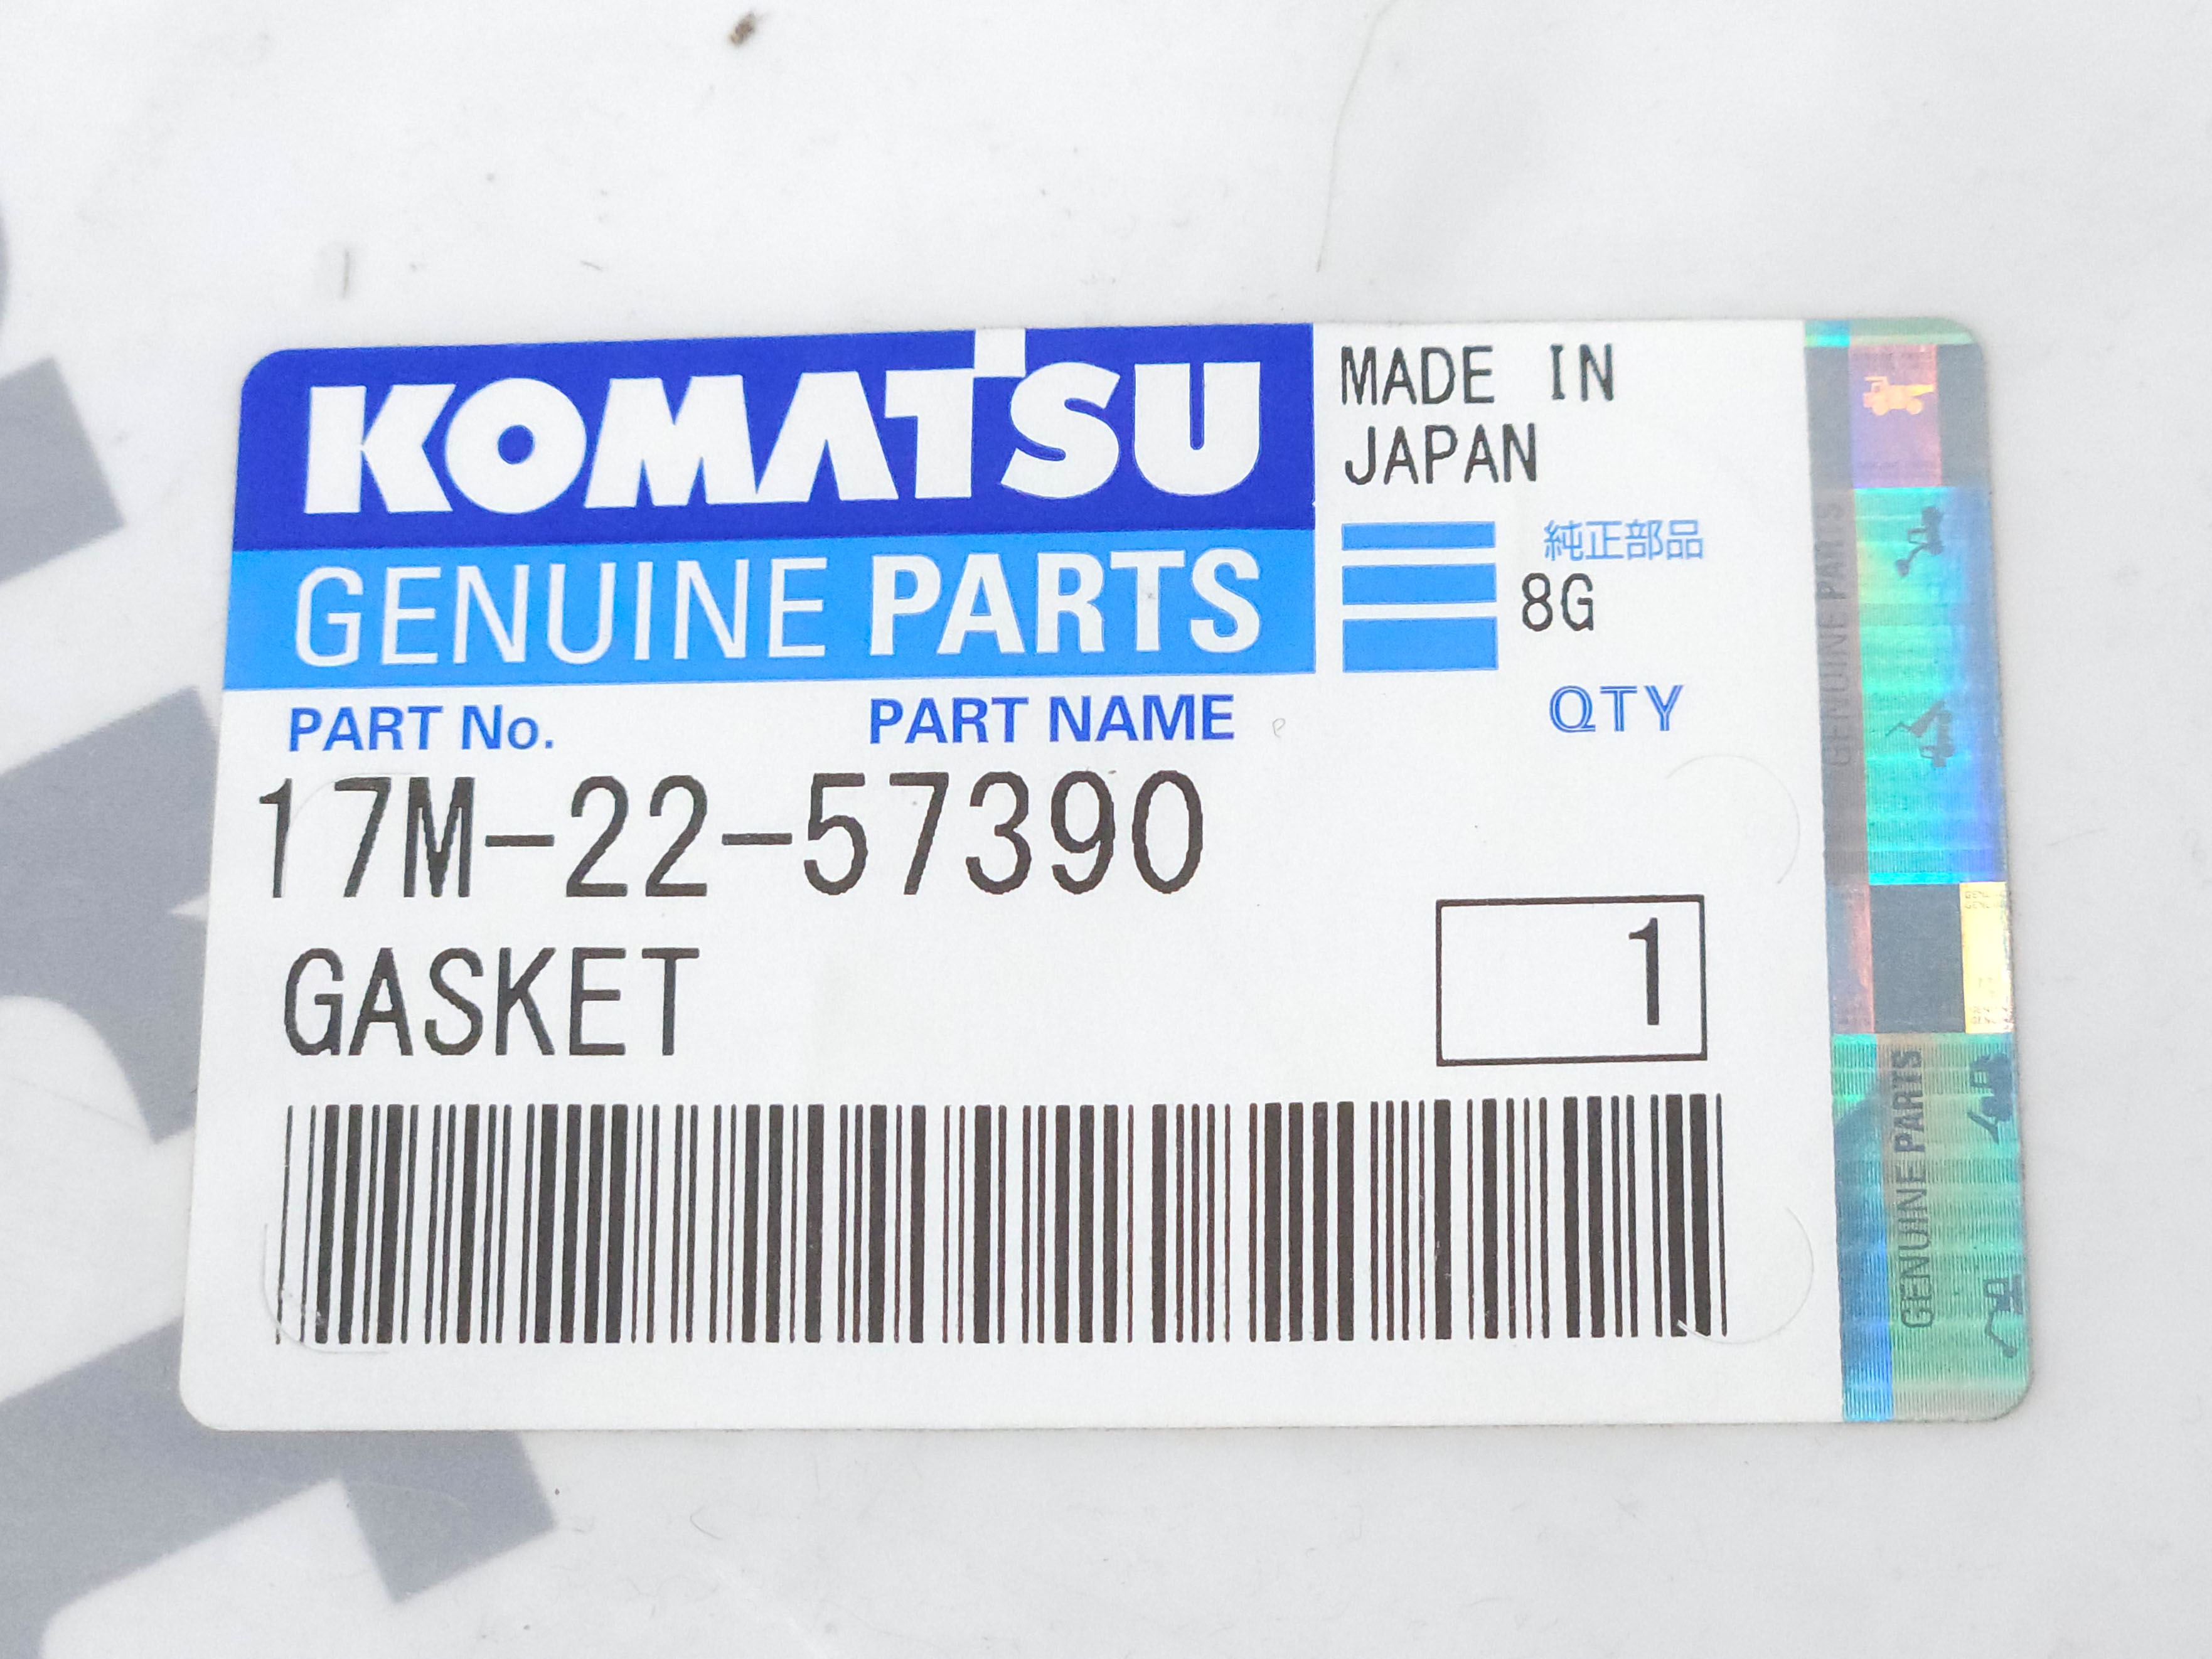 KOMATSU
MADE IN
JAPAN
GENUINE PARTS
純正部品
8G
PART No.
PART NAME
QTY
17M-22-57390
GASKET
1
GENUINE PARTS
GENUINE PARTS